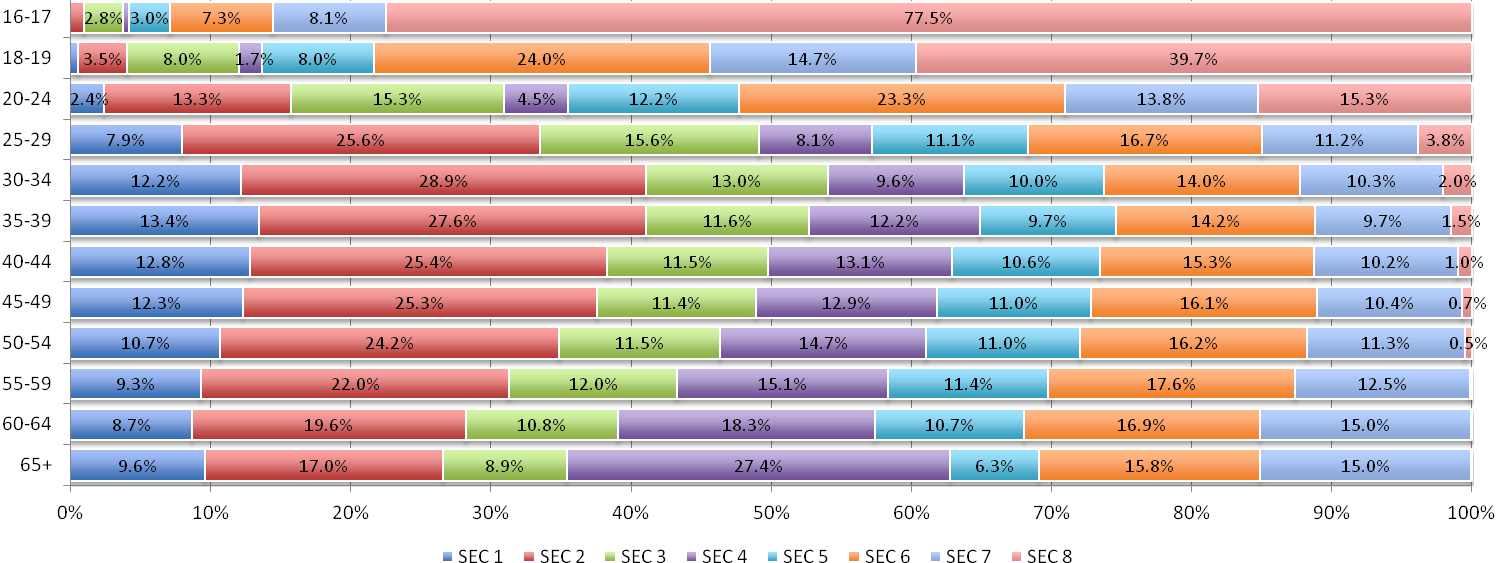 16-17 2.8% 3.0% 7.3% 8.1% 77.5%
18-19 3.5% 8.0% 1.7% 8.0% 24.0% 14.7% 39.7%
20-24 2.4% 13.3% 15.3% 4.5% 12.2% 23.3% 13.8% 15.3%
25-29 7.9% 25.6% 15.6% 8.1% 11.1% 16.7% 11.2% 3.8%
30-34 12.2% 28.9% 13.0% 9.6% 10.0% 14.0% 10.3% 2.0%
35-39 13.4% 27.6% 11.6% 12.2% 9.7% 14.2% 9.7% 1.5%
40-44 12.8% 25.4% 11.5% 13.1% 10.6% 15.3% 10.2% 1.0%
45-49 12.3% 25.3% 11.4% 12.9% 11.0% 16.1% 10.4% 0.7%
50-54 10.7% 24.2% 11.5% 14.7% 11.0% 16.2% 11.3% 0.5%
55-59 9.3% 22.0% 12.0% 15.1% 11.4% 17.6% 12.5%
60-64 8.7% 19.6% 10.8% 18.3% 10.7% 16.9% 15.0%
65+ 9.6% 17.0% 8.9% 27.4% 6.3% 15.8% 15.0%
0% 10% 20% 30% 40% 50% 60% 70% 80% 90% 100%
SEC 1 SEC 2 SEC 3 SEC 4 SEC 5 SEC 6 SEC 7 SEC 8